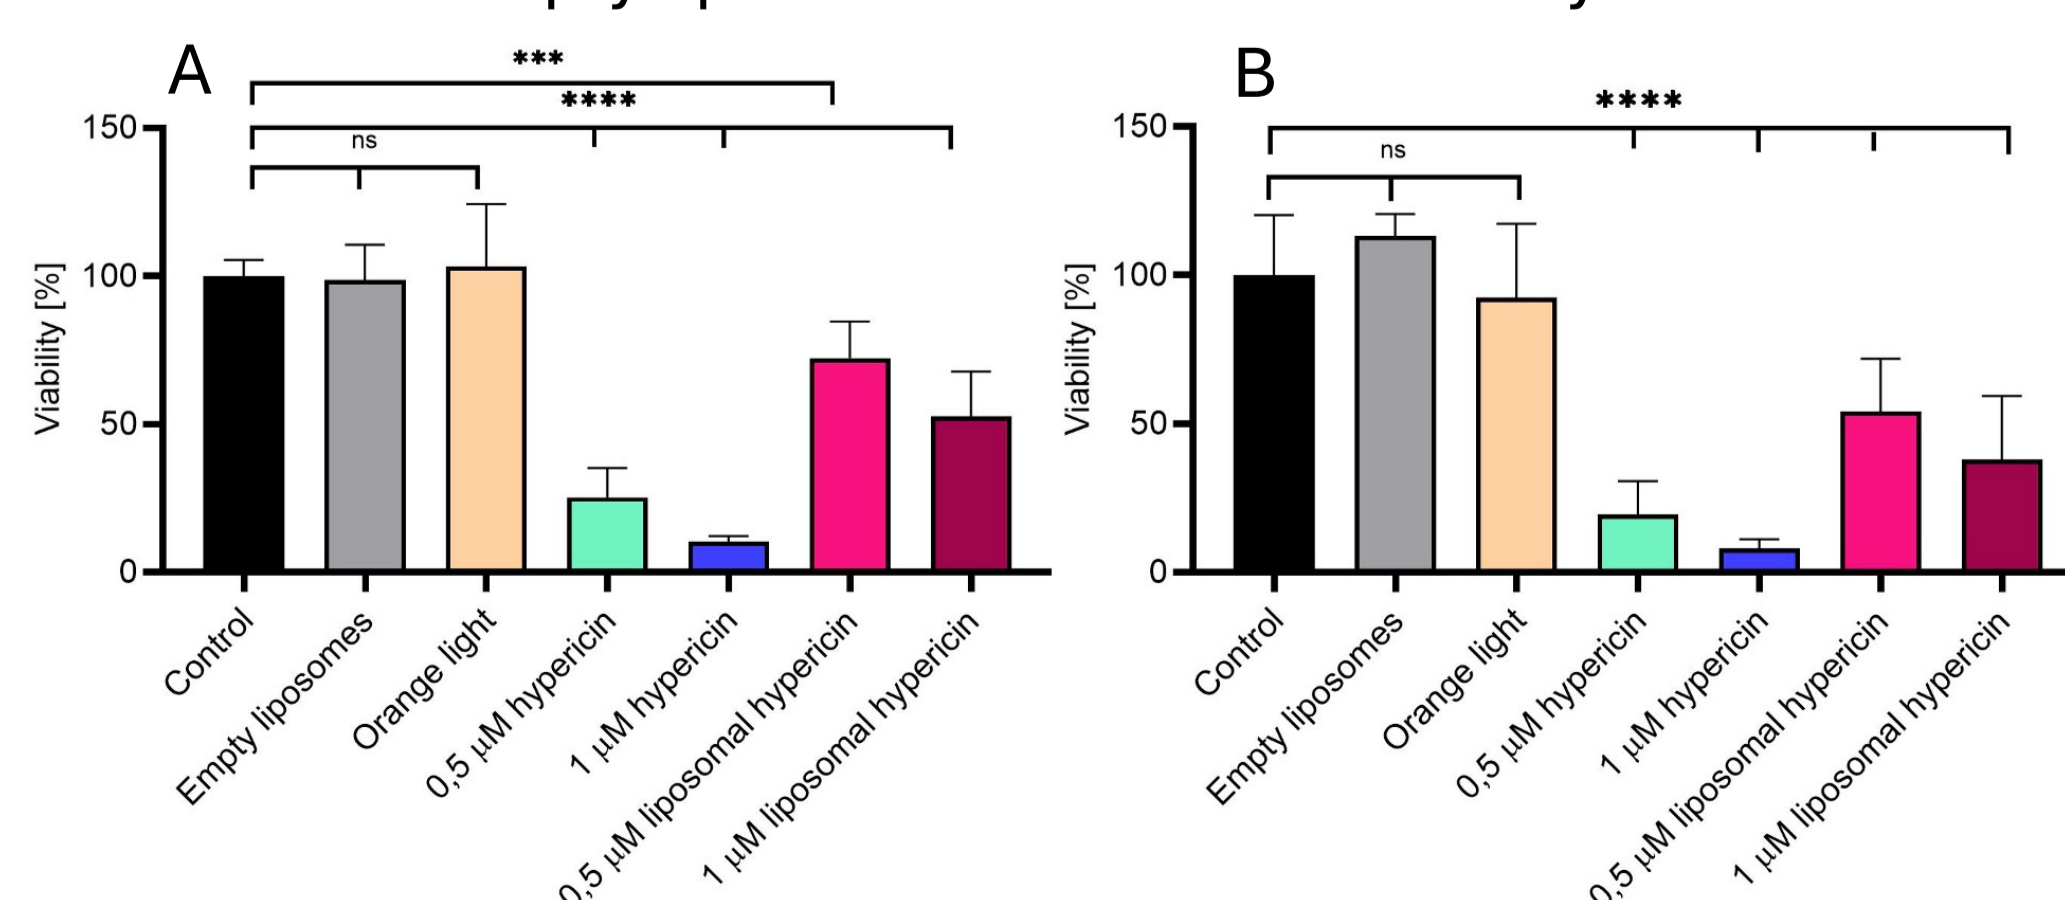 A
***
****
ns
150
100
50
0
Viability [%]
Control
Empty liposomes
Orange light
0,5 µM hypericin
1 µM hypericin
0,5 µM liposomal hypericin
1 µM liposomal hypericin
B
****
ns
150
100
50
0
Viability [%]
Control
Empty liposomes
Orange light
0,5 µM hypericin
1 µM hypericin
0,5 µM liposomal hypericin
1 µM liposomal hypericin